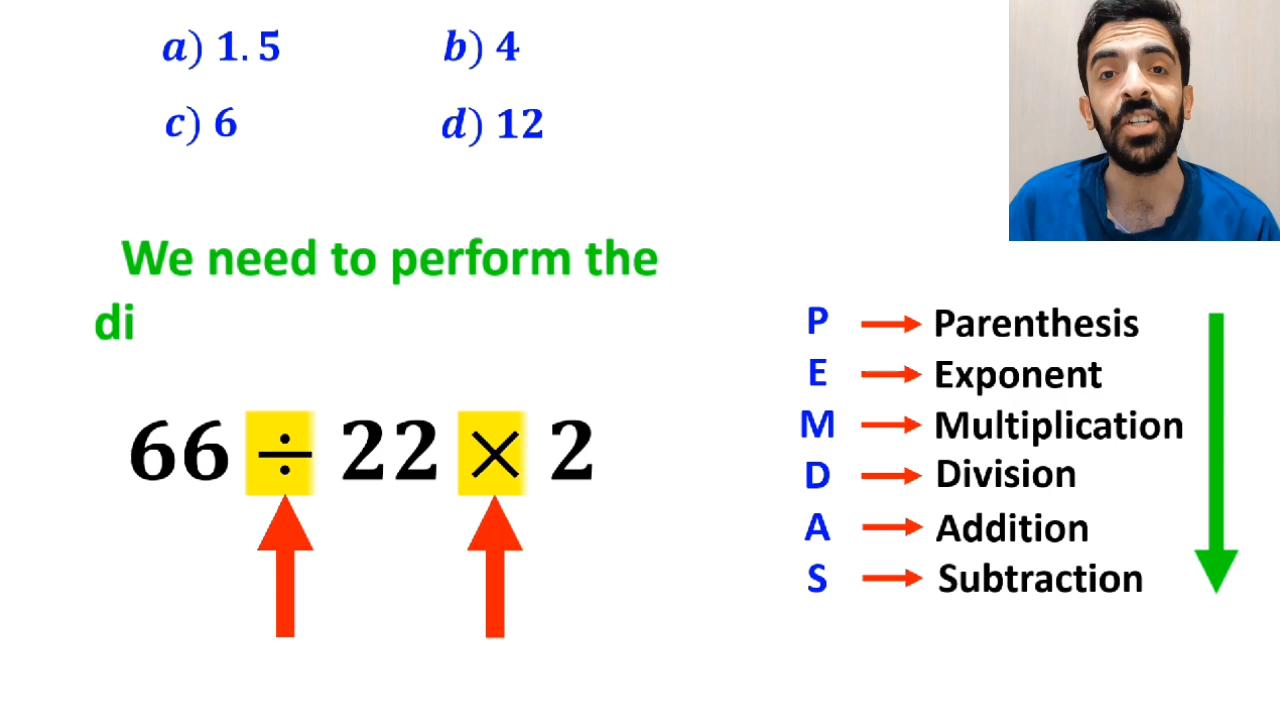 a) 1.5 b) 4
c) 6 d) 12
We need to perform the
di
66 ÷ 22 × 2
P Parenthesis
E Exponent
M Multiplication
D Division
A Addition
S Subtraction